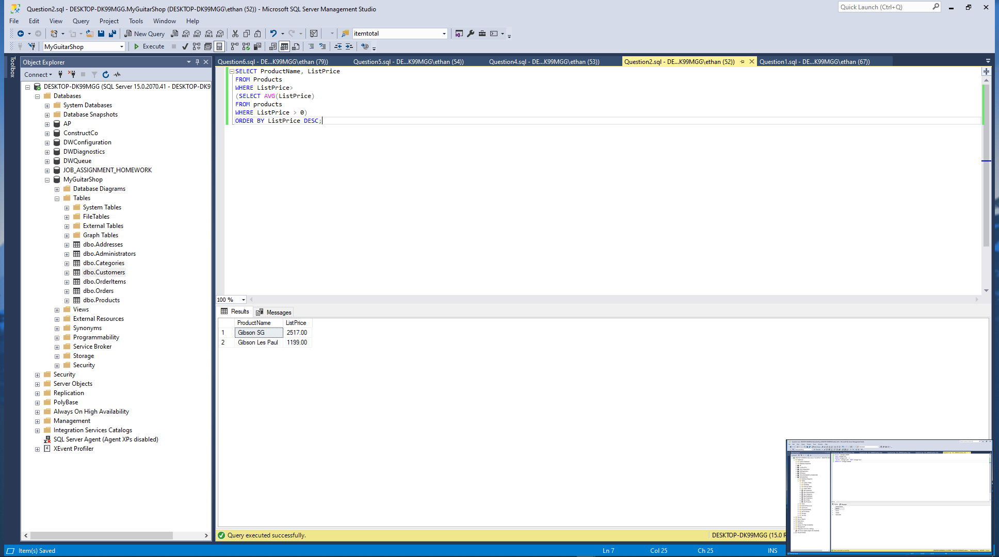 Question2.sql - DESKTOP-DK99MGG.MyGuitarShop (DESKTOP-DK99MGG\ethan (52)) - Microsoft SQL Server Management Studio
Quick Launch (Ctrl+Q)
File Edit View Query Project Tools Window Help
New Query
MDX DMX XMLA DAX
itemtotal
MyGuitarShop
Execute
Toolbox
Object Explorer
Connect
DESKTOP-DK99MGG (SQL Server 15.0.2070.41 - DESKTOP-DK9
Databases
System Databases
Database Snapshots
AP
ConstructCo
DWConfiguration
DWDiagnostics
DWQueue
JOB_ASSIGNMENT_HOMEWORK
MyGuitarShop
Database Diagrams
Tables
System Tables
FileTables
External Tables
Graph Tables
dbo.Addresses
dbo.Administrators
dbo.Categories
dbo.Customers
dbo.OrderItems
dbo.Orders
dbo.Products
Views
External Resources
Synonyms
Programmability
Service Broker
Storage
Security
Security
Server Objects
Replication
PolyBase
Always On High Availability
Management
Integration Services Catalogs
SQL Server Agent (Agent XPs disabled)
XEvent Profiler
Question6.sql - DE...K99MGG\ethan (79)) Question5.sql - DE...K99MGG\ethan (54)) Question4.sql - DE...K99MGG\ethan (53)) Question2.sql - DE...K99MGG\ethan (52)) Question1.sql - DE...K99MGG\ethan (67))
SELECT ProductName, ListPrice
FROM Products
WHERE ListPrice>
(SELECT AVG(ListPrice)
FROM products
WHERE ListPrice > 0)
ORDER BY ListPrice DESC;
100 %
Results Messages
ProductName ListPrice
1 Gibson SG 2517.00
2 Gibson Les Paul 1199.00
Query executed successfully.
DESKTOP-DK99MGG (15.0 R
Item(s) Saved
Ln 7 Col 25 Ch 25 INS